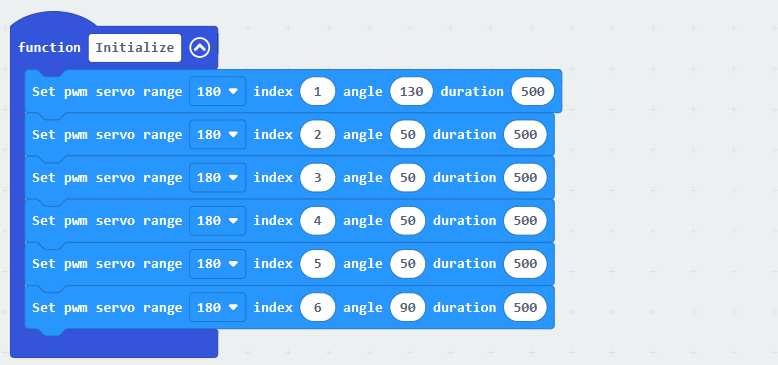 function Initialize
Set pwm servo range 180 index 1 angle 130 duration 500
Set pwm servo range 180 index 2 angle 50 duration 500
Set pwm servo range 180 index 3 angle 50 duration 500
Set pwm servo range 180 index 4 angle 50 duration 500
Set pwm servo range 180 index 5 angle 50 duration 500
Set pwm servo range 180 index 6 angle 90 duration 500